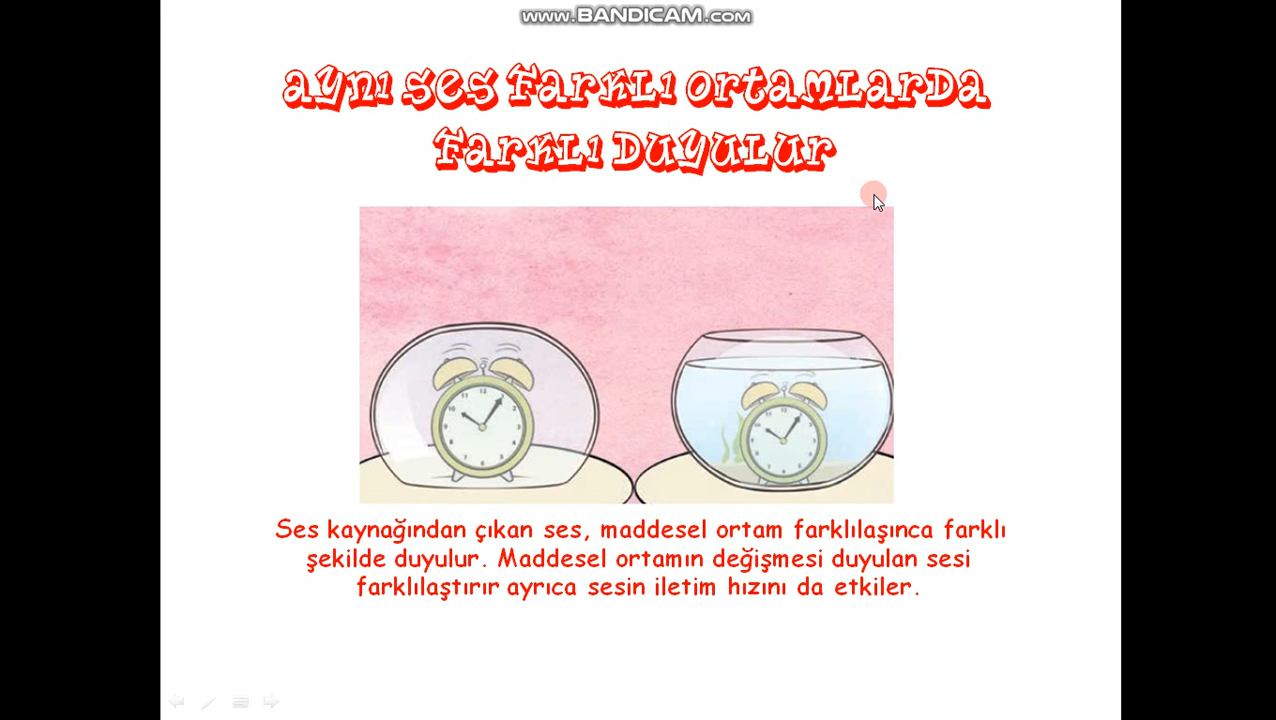 www.BANDICAM.com
aynı ses farklı ortamlarda
farklı duyulur
Ses kaynağından çıkan ses, maddesel ortam farklılaşınca farklı
şekilde duyulur. Maddesel ortamın değişmesi duyulan sesi
farklılaştırır ayrıca sesin iletim hızını da etkiler.